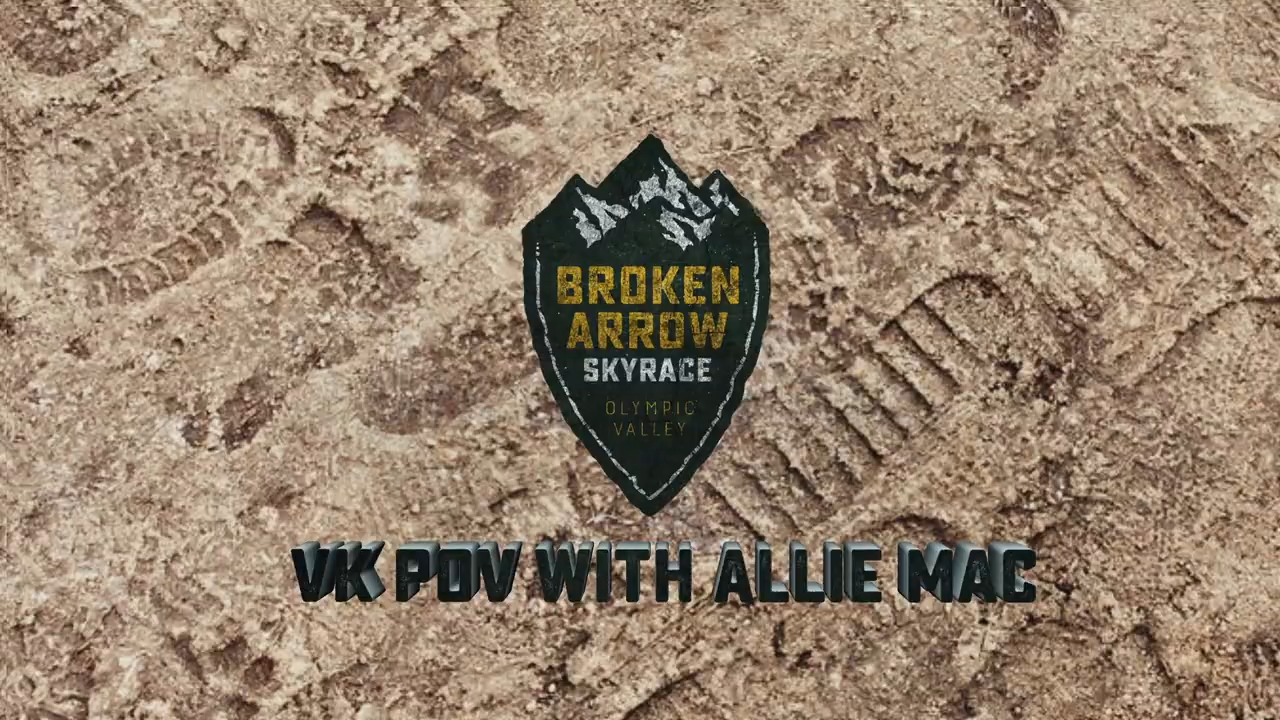 BROKEN
ARROW
SKYRACE
OLYMPIC
VALLEY
VK POV WITH ALLIE MAC